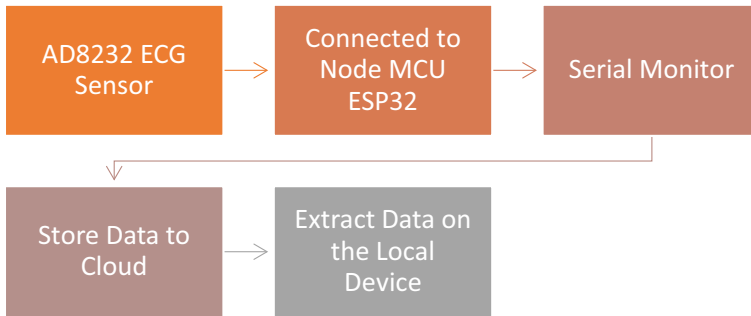 AD8232 ECG
Sensor
Connected to
Node MCU
ESP32
Serial Monitor
Store Data to
Cloud
Extract Data on
the Local
Device